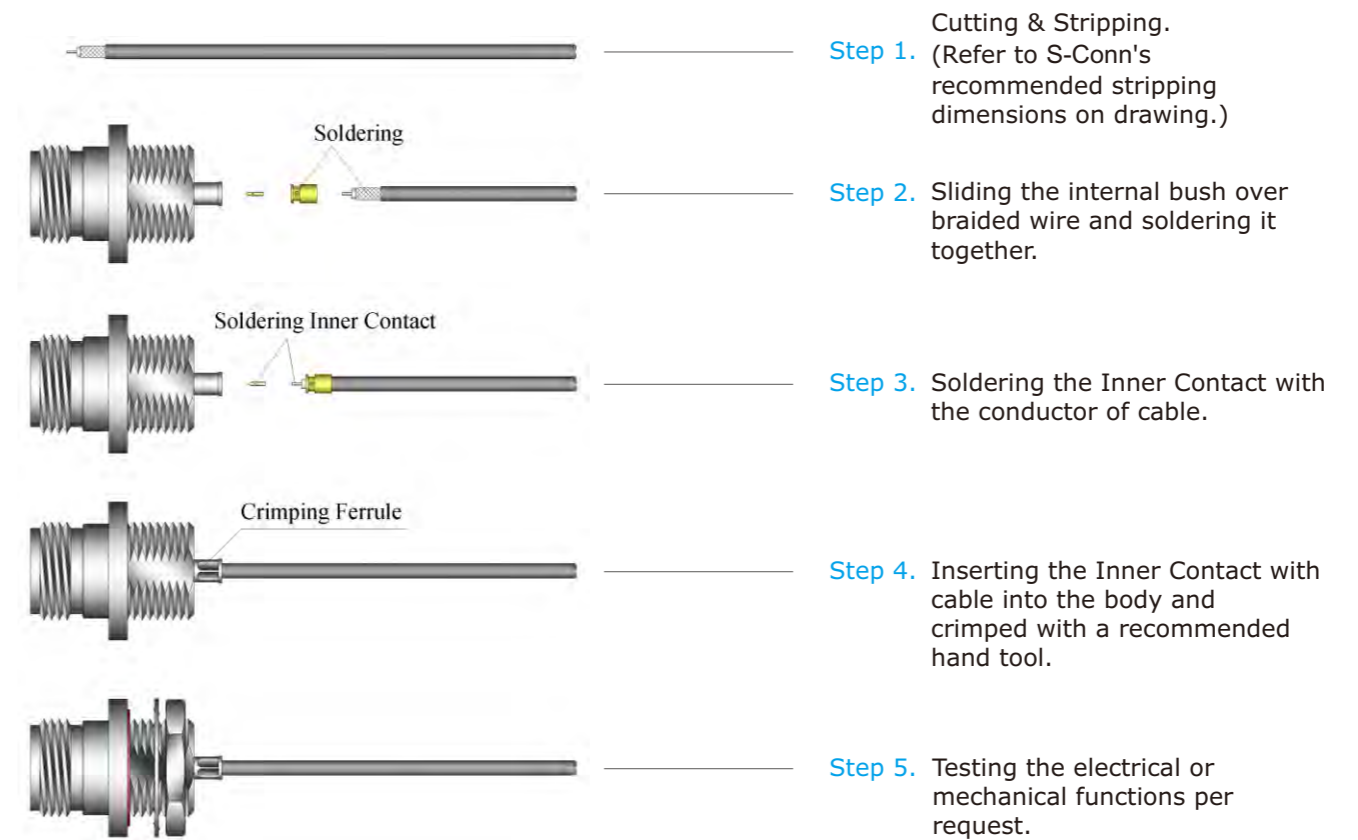 Step 1. Cutting & Stripping.
(Refer to S-Conn's
recommended stripping
dimensions on drawing.)
Soldering
Step 2. Sliding the internal bush over
braided wire and soldering it
together.
Soldering Inner Contact
Step 3. Soldering the Inner Contact with
the conductor of cable.
Crimping Ferrule
Step 4. Inserting the Inner Contact with
cable into the body and
crimped with a recommended
hand tool.
Step 5. Testing the electrical or
mechanical functions per
request.